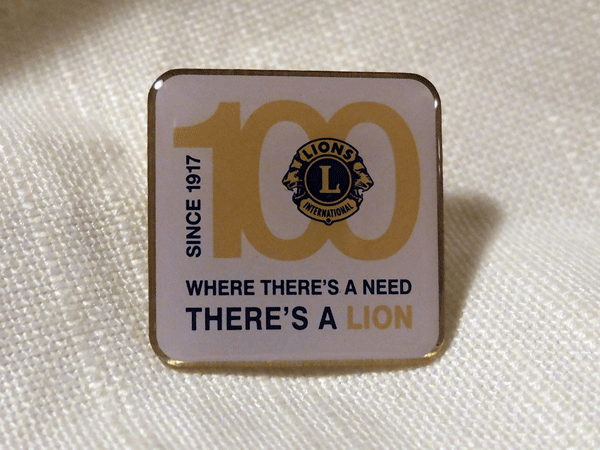 SINCE 1917
100
LIONS
L
INTERNATIONAL
WHERE THERE'S A NEED
THERE'S A LION